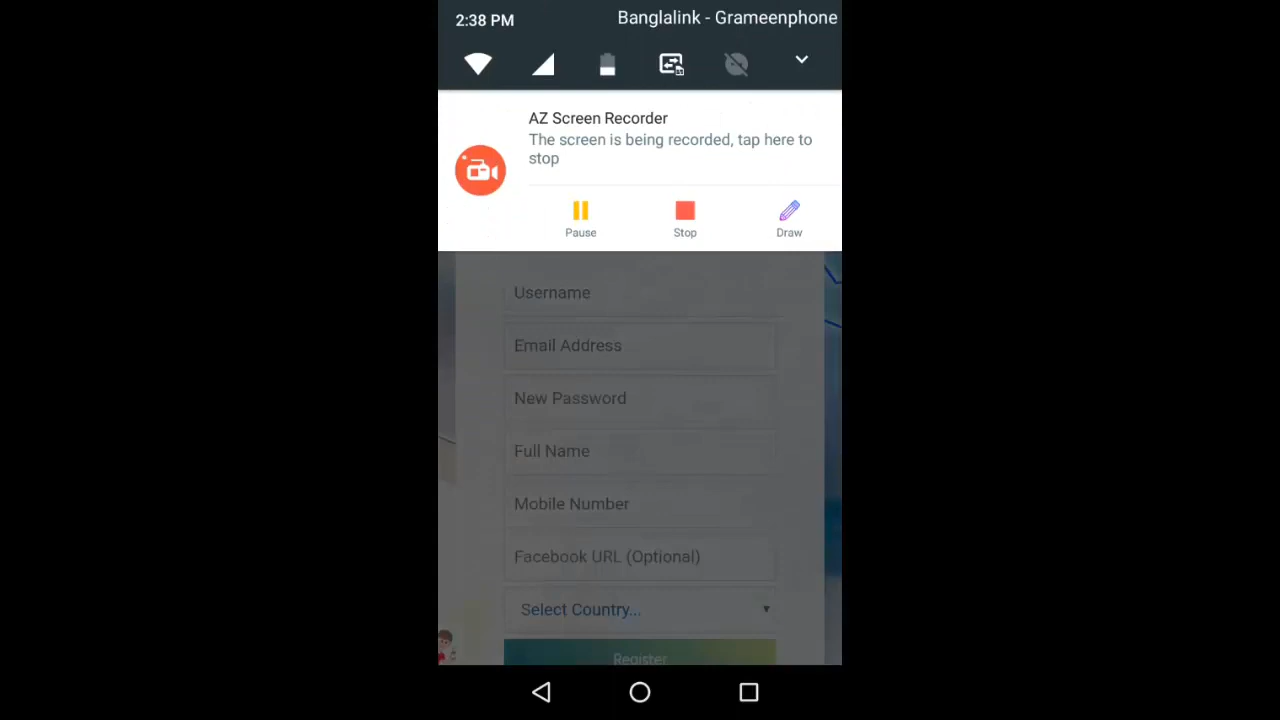 2:38 PM Banglalink - Grameenphone
AZ Screen Recorder
The screen is being recorded, tap here to
stop
Pause Stop Draw
Username
Email Address
New Password
Full Name
Mobile Number
Facebook URL (Optional)
Select Country...
Register